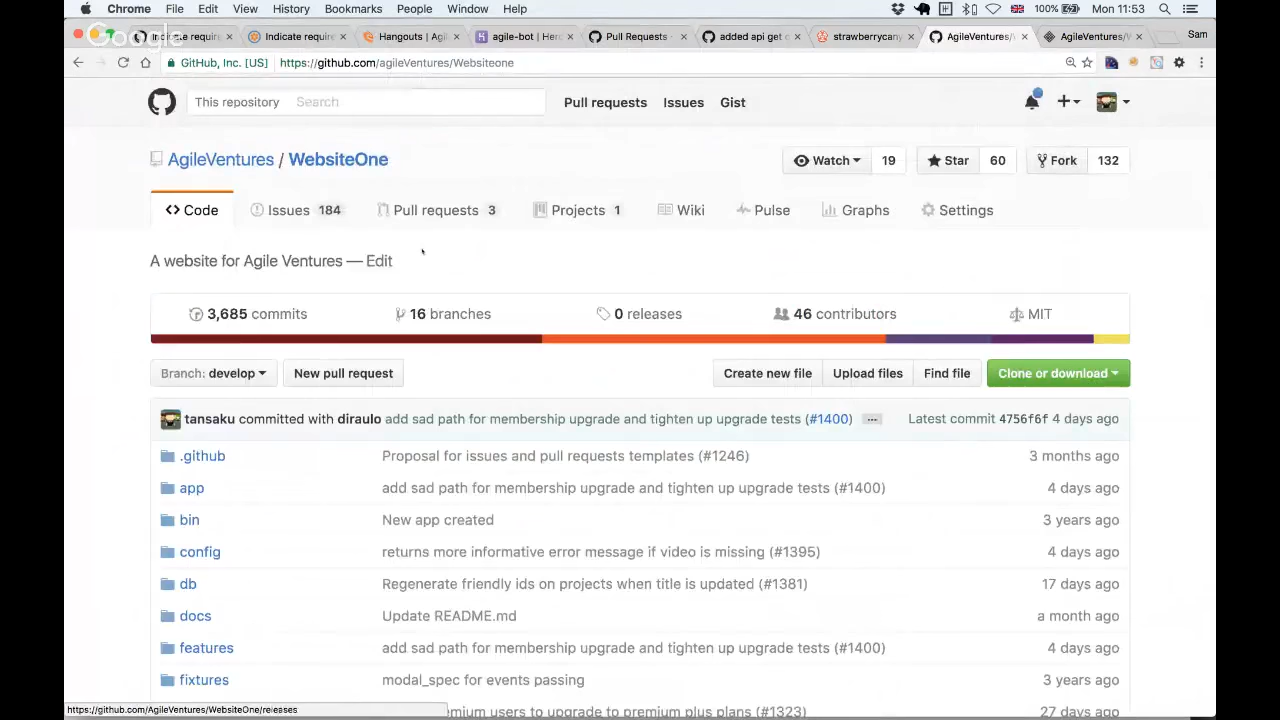 Chrome File Edit View History Bookmarks People Window Help 100% Mon 11:53
Google
Indicate requir × Indicate requir × Hangouts | Agil × agile-bot | Hero × Pull Requests × added api get c × strawberrycany × AgileVentures/ × AgileVentures/W × Sam
GitHub, Inc. [US] https://github.com/agileVentures/Websiteone
This repository Search Pull requests Issues Gist
AgileVentures / WebsiteOne Watch 19 Star 60 Fork 132
Code Issues 184 Pull requests 3 Projects 1 Wiki Pulse Graphs Settings
A website for Agile Ventures — Edit
3,685 commits 16 branches 0 releases 46 contributors MIT
Branch: develop New pull request Create new file Upload files Find file Clone or download
tansaku committed with diraulo add sad path for membership upgrade and tighten up upgrade tests (#1400) … Latest commit 4756f6f 4 days ago
.github Proposal for issues and pull requests templates (#1246) 3 months ago
app add sad path for membership upgrade and tighten up upgrade tests (#1400) 4 days ago
bin New app created 3 years ago
config returns more informative error message if video is missing (#1395) 4 days ago
db Regenerate friendly ids on projects when title is updated (#1381) 17 days ago
docs Update README.md a month ago
features add sad path for membership upgrade and tighten up upgrade tests (#1400) 4 days ago
fixtures modal_spec for events passing 3 years ago
https://github.com/AgileVentures/WebsiteOne/releases emium users to upgrade to premium plus plans (#1323) 27 days ago